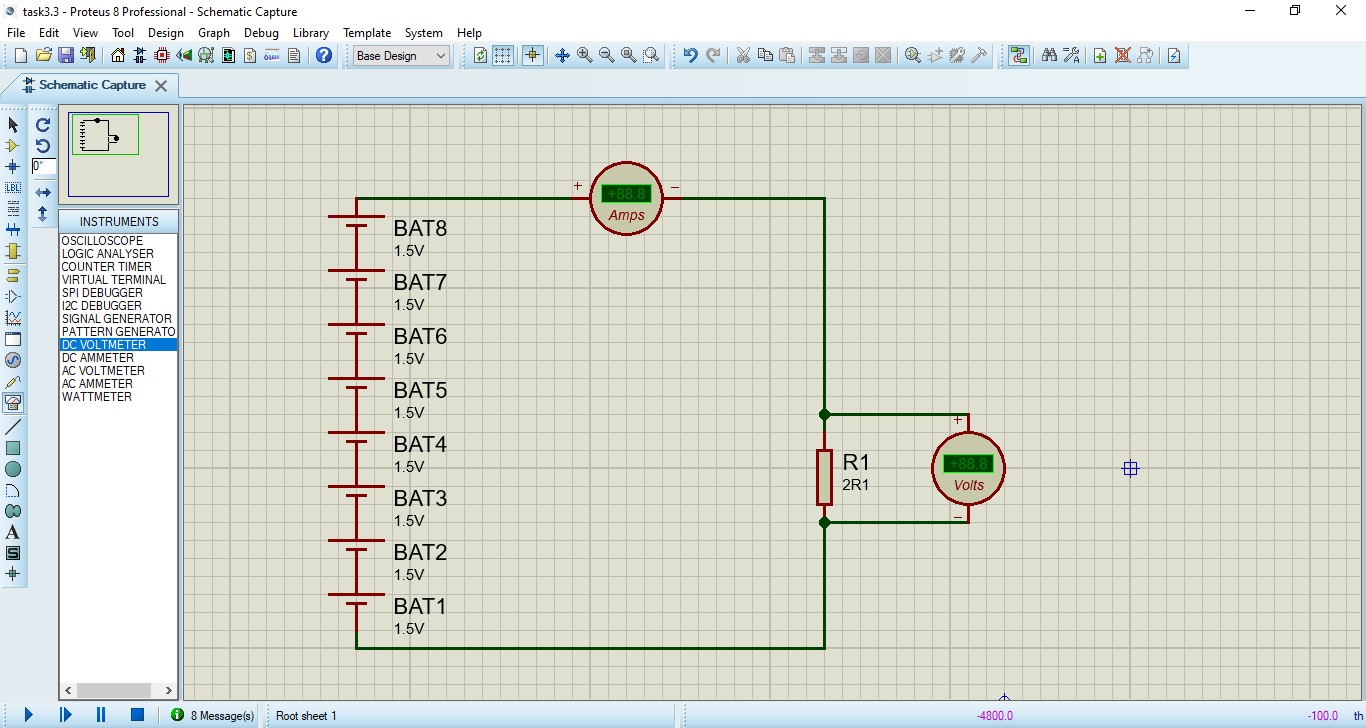 task3.3 - Proteus 8 Professional - Schematic Capture
File Edit View Tool Design Graph Debug Library Template System Help
Base Design
Schematic Capture
0°
INSTRUMENTS
OSCILLOSCOPE
LOGIC ANALYSER
COUNTER TIMER
VIRTUAL TERMINAL
SPI DEBUGGER
I2C DEBUGGER
SIGNAL GENERATOR
PATTERN GENERATO
DC VOLTMETER
DC AMMETER
AC VOLTMETER
AC AMMETER
WATTMETER
LBL
A
S
+ −
+88.8
Amps
BAT8
1.5V
BAT7
1.5V
BAT6
1.5V
BAT5
1.5V
BAT4
1.5V
BAT3
1.5V
BAT2
1.5V
BAT1
1.5V
R1
2R1
+
+88.8
Volts
−
8 Message(s) Root sheet 1 -4800.0 -100.0 th